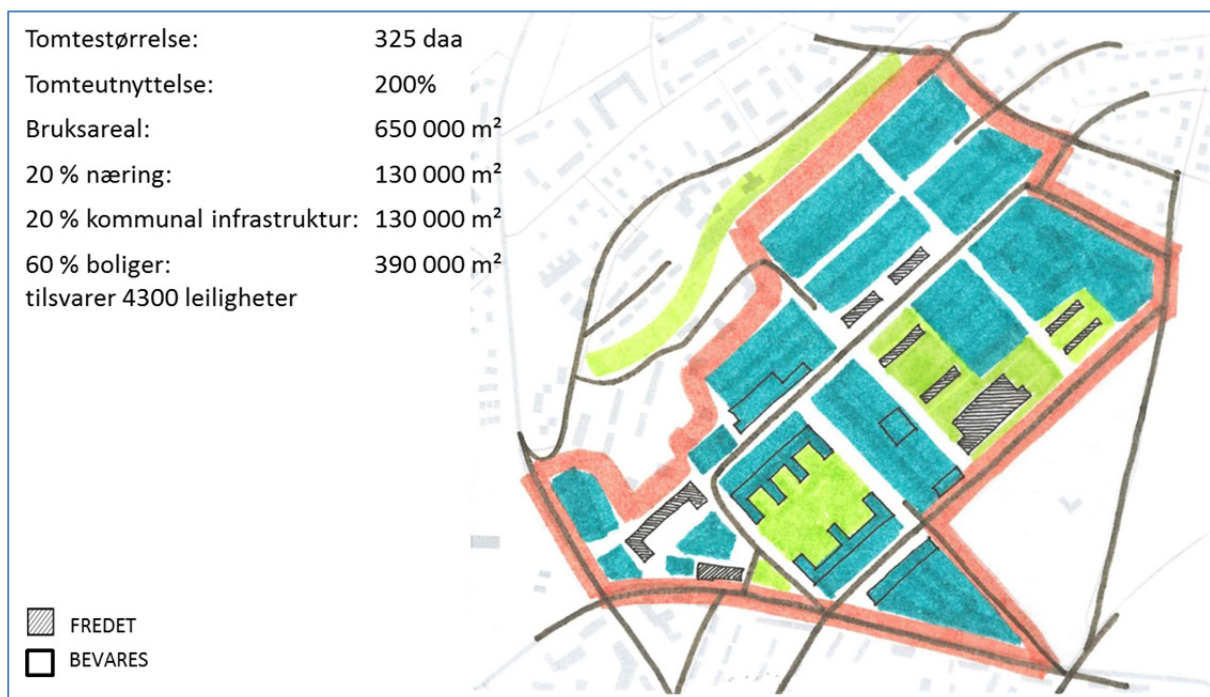 Tomtestørrelse: 325 daa
Tomteutnyttelse: 200%
Bruksareal: 650 000 m²
20 % næring: 130 000 m²
20 % kommunal infrastruktur: 130 000 m²
60 % boliger: 390 000 m²
tilsvarer 4300 leiligheter
FREDET
BEVARES